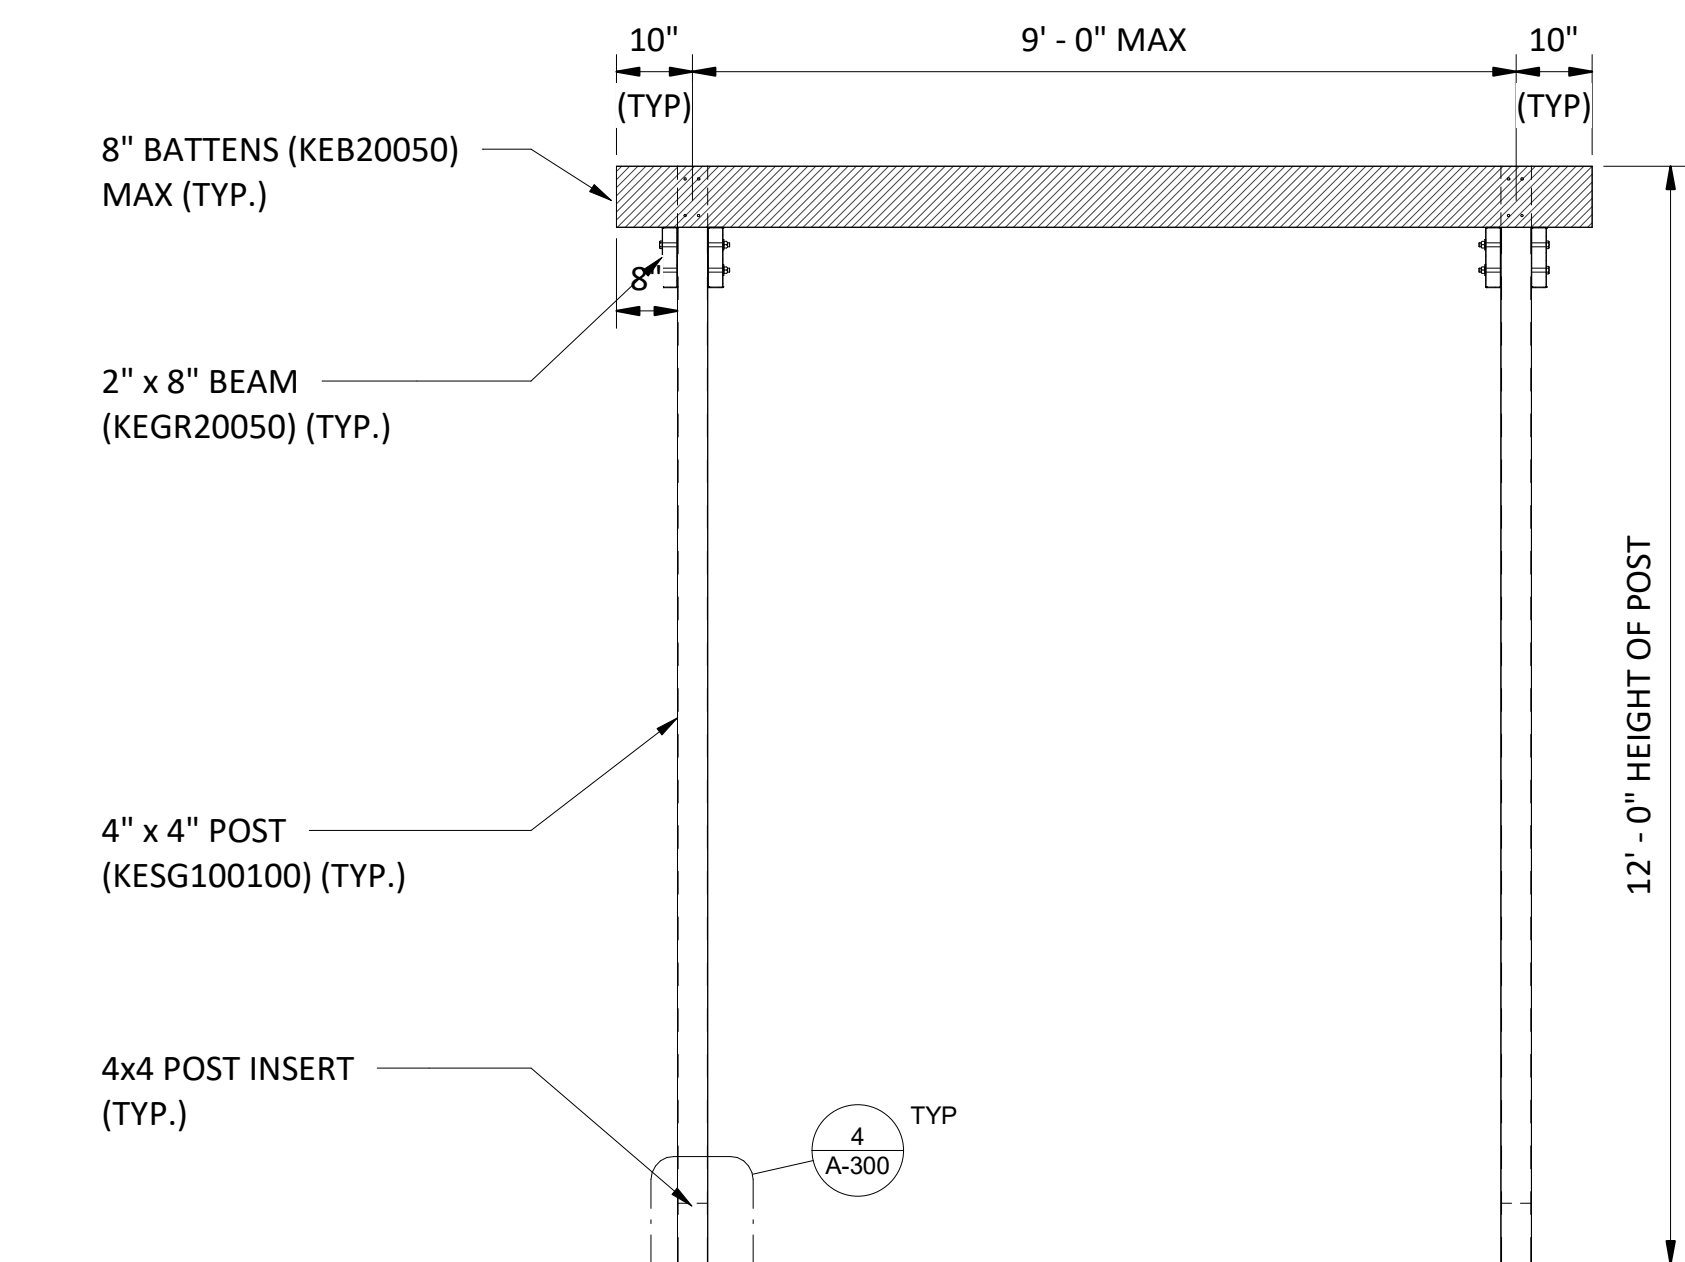 10" 9' - 0" MAX 10"
(TYP) (TYP)
8" BATTENS (KEB20050)
MAX (TYP.)
8"
2" x 8" BEAM
(KEGR20050) (TYP.)
12' - 0" HEIGHT OF POST
4" x 4" POST
(KESG100100) (TYP.)
4x4 POST INSERT
(TYP.)
TYP
4
A-300